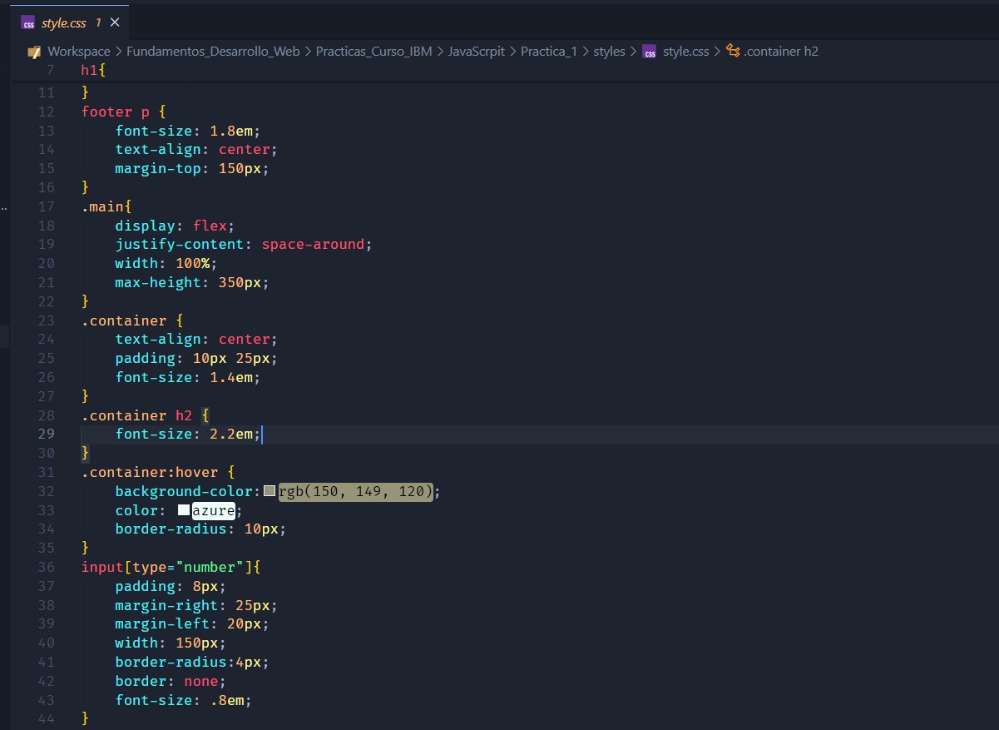 css style.css 1 ×
Workspace > Fundamentos_Desarrollo_Web > Practicas_Curso_IBM > JavaScrpit > Practica_1 > styles > css style.css > .container h2
7 h1{
11 }
12 footer p {
13 font-size: 1.8em;
14 text-align: center;
15 margin-top: 150px;
16 }
17 .main{
18 display: flex;
19 justify-content: space-around;
20 width: 100%;
21 max-height: 350px;
22 }
23 .container {
24 text-align: center;
25 padding: 10px 25px;
26 font-size: 1.4em;
27 }
28 .container h2 {
29 font-size: 2.2em;
30 }
31 .container:hover {
32 background-color: rgb(150, 149, 120);
33 color: azure;
34 border-radius: 10px;
35 }
36 input[type="number"]{
37 padding: 8px;
38 margin-right: 25px;
39 margin-left: 20px;
40 width: 150px;
41 border-radius:4px;
42 border: none;
43 font-size: .8em;
44 }